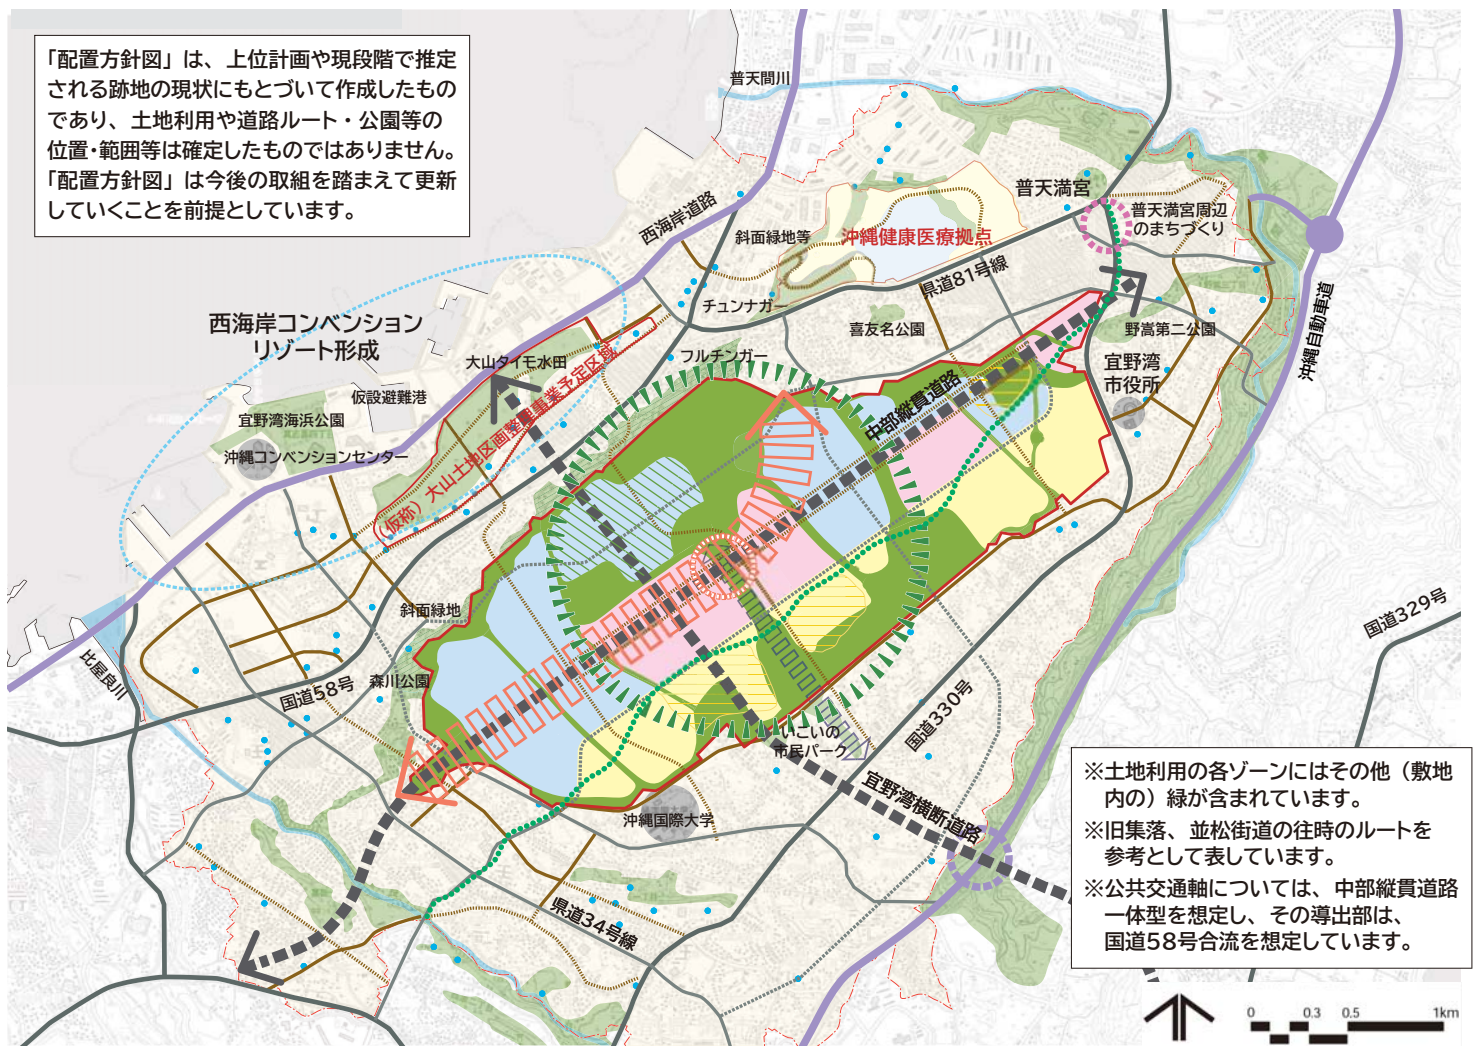 「配置方針図」は、上位計画や現段階で推定
される跡地の現状にもとづいて作成したもの
であり、土地利用や道路ルート・公園等の
位置・範囲等は確定したものではありません。
「配置方針図」は今後の取組を踏まえて更新
していくことを前提としています。
普天間川
普天満宮
普天満宮周辺
のまちづくり
西海岸道路
斜面緑地等
沖縄健康医療拠点
県道81号線
チュンナガー
喜友名公園
野嵩第二公園
沖縄自動車道
西海岸コンベンション
リゾート形成
大山タイモ水田
フルチンガー
宜野湾
市役所
仮設避難港
宜野湾海浜公園
沖縄コンベンションセンター
(仮称)大山土地区画整理事業予定区域
中部縦貫道路
斜面緑地
比屋良川
国道58号
森川公園
国道329号
国道330号
いこいの
市民パーク
宜野湾横断道路
沖縄国際大学
県道34号線
※土地利用の各ゾーンにはその他（敷地
内の）緑が含まれています。
※旧集落、並松街道の往時のルートを
参考として表しています。
※公共交通軸については、中部縦貫道路
一体型を想定し、その導出部は、
国道58号合流を想定しています。
0 0.3 0.5 1km